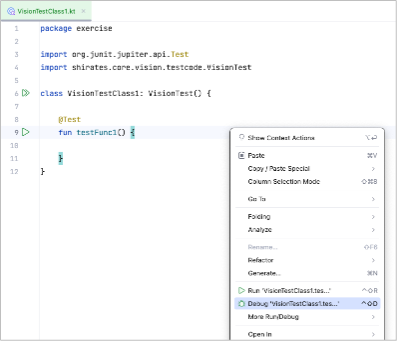 VisionTestClass1.kt ×
1 package exercise
2
3 import org.junit.jupiter.api.Test
4 import shirates.core.vision.testcode.VisionTest
5
6 class VisionTestClass1: VisionTest() {
7
8 @Test
9 fun testFunc1() {
10
11 }
12 }
Show Context Actions ⌥⏎
Paste ⌘V
Copy / Paste Special >
Column Selection Mode ⇧⌘8
Go To >
Folding >
Analyze >
Rename... ⇧F6
Refactor >
Generate... ⌘N
Run 'VisionTestClass1.tes...' ^⇧R
Debug 'VisionTestClass1.tes...' ^⇧D
More Run/Debug >
Open In >